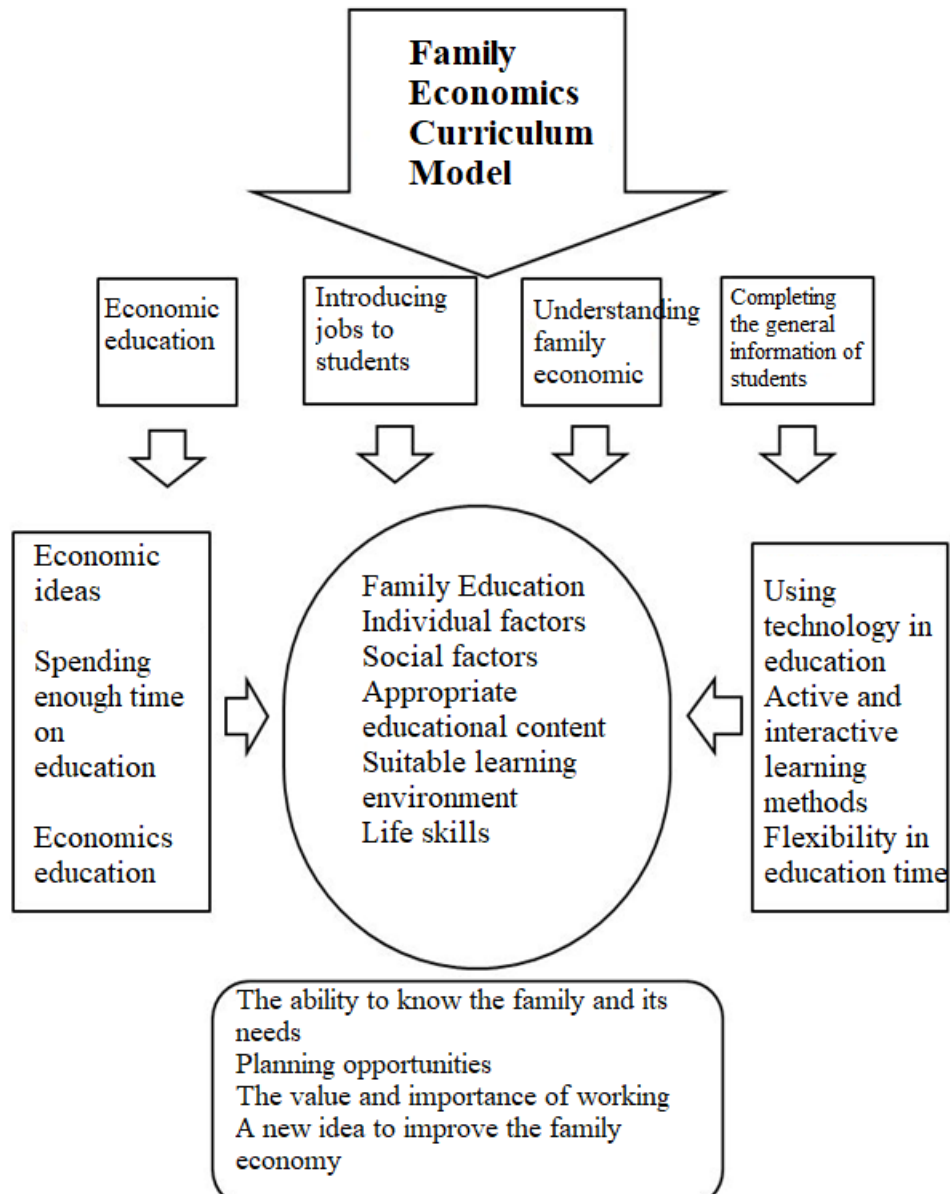 Family
Economics
Curriculum
Model
Economic
education
Introducing
jobs to
students
Understanding
family
economic
Completing
the general
information of
students
Economic
ideas
Spending
enough time
on
education
Economics
education
Family Education
Individual factors
Social factors
Appropriate
educational content
Suitable learning
environment
Life skills
Using
technology in
education
Active and
interactive
learning
methods
Flexibility in
education time
The ability to know the family and its
needs
Planning opportunities
The value and importance of working
A new idea to improve the family
economy